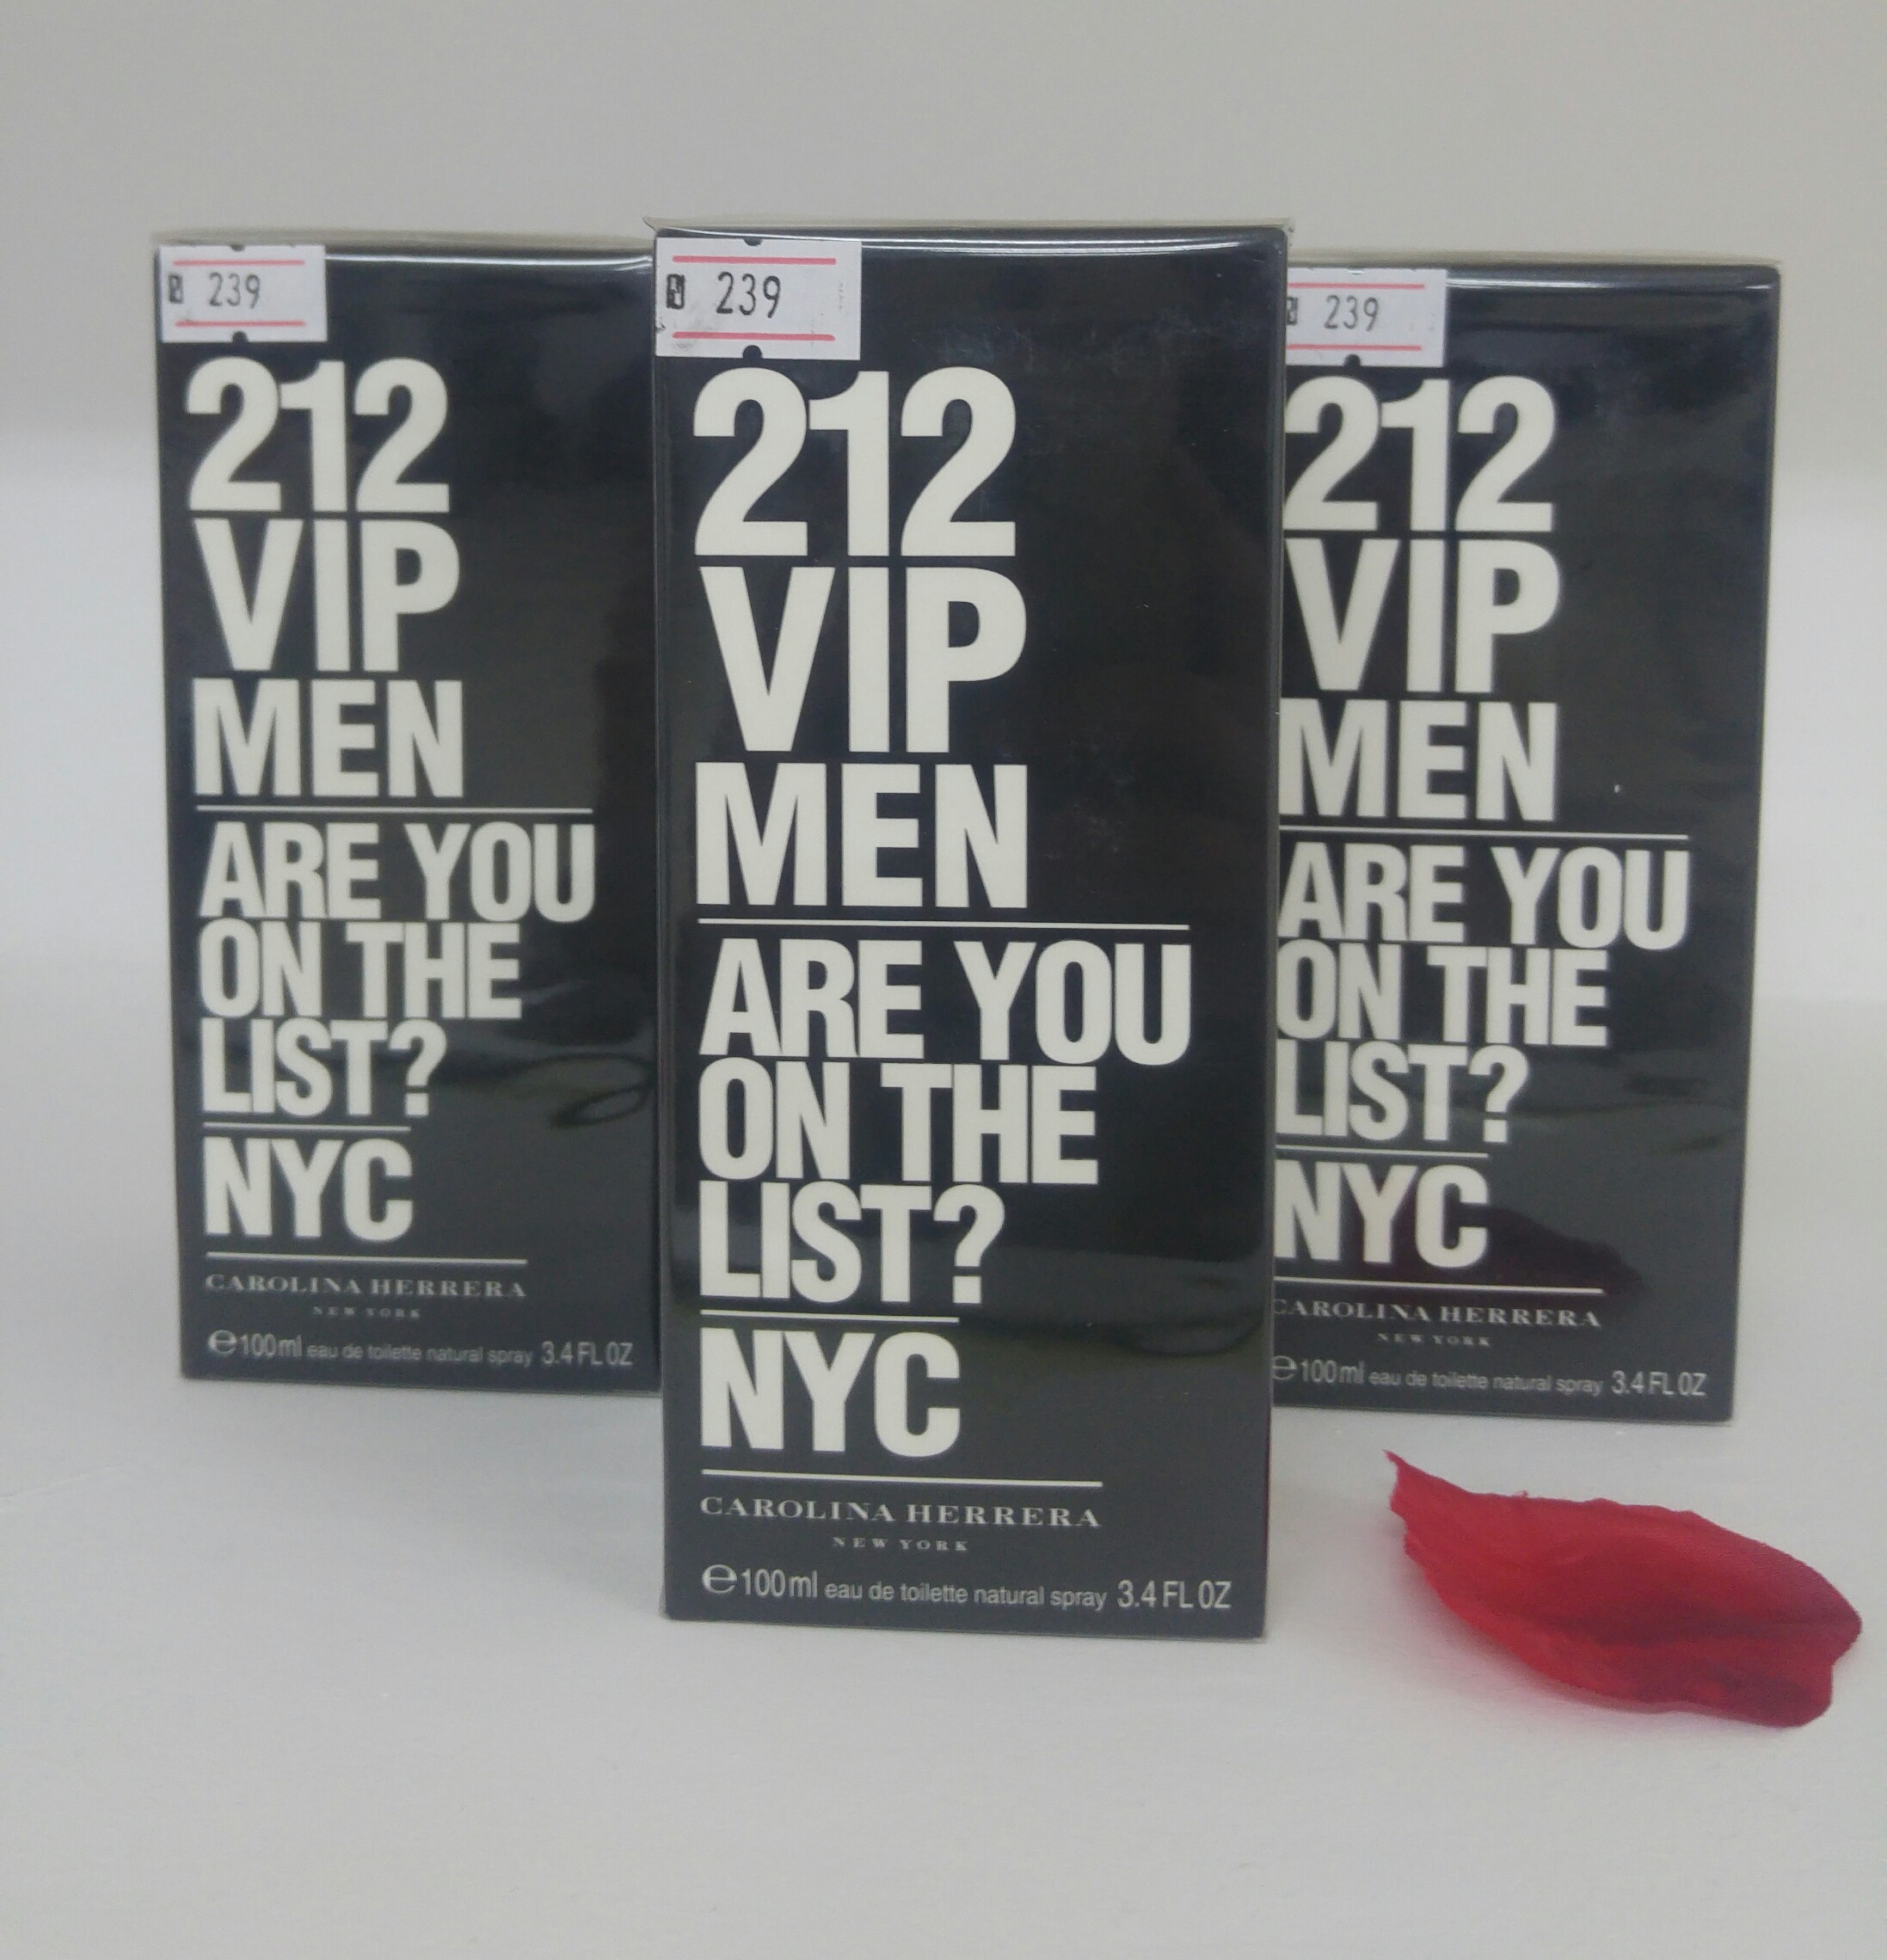 239
212
VIP
MEN
ARE YOU
ON THE
LIST?
NYC
CAROLINA HERRERA
NEW YORK
℮100ml eau de toilette natural spray 3.4 FL OZ
239
212
VIP
MEN
ARE YOU
ON THE
LIST?
NYC
CAROLINA HERRERA
NEW YORK
℮100ml eau de toilette natural spray 3.4 FL OZ
239
212
VIP
MEN
ARE YOU
ON THE
LIST?
NYC
CAROLINA HERRERA
NEW YORK
℮100ml eau de toilette natural spray 3.4 FL OZ